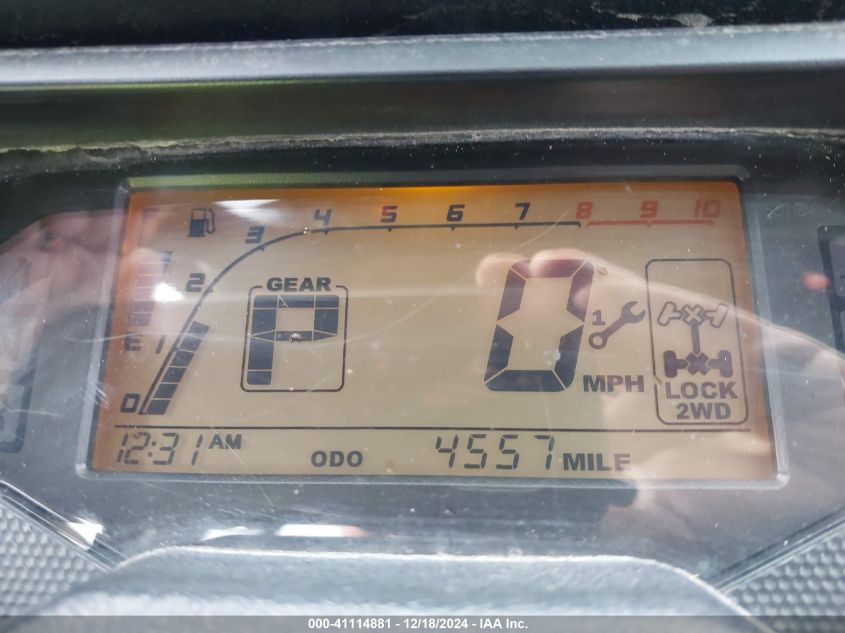 F 3 4 5 6 7 8 9 10
2 GEAR
P 0 1
E 1
MPH LOCK
0 2WD
12:31 AM ODO 4557 MILE
000-41114881 - 12/18/2024 - IAA Inc.